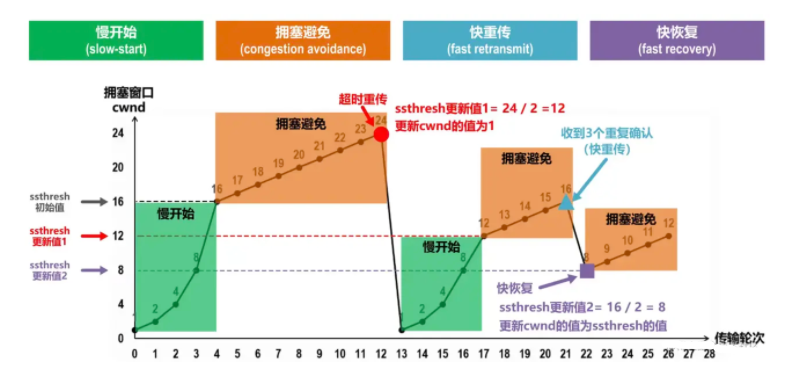 慢开始
(slow-start)
拥塞避免
(congestion avoidance)
快重传
(fast retransmit)
快恢复
(fast recovery)
拥塞窗口
cwnd
24
20
16
12
8
4
0
ssthresh
初始值
ssthresh
更新值1
ssthresh
更新值2
慢开始
2
4
8
拥塞避免
16
17
18
19
20
21
22
23
24
超时重传
ssthresh更新值1= 24 / 2 =12
更新cwnd的值为1
慢开始
1
2
4
8
拥塞避免
12
13
14
15
16
收到3个重复确认
(快重传)
拥塞避免
8
9
10
11
12
快恢复
ssthresh更新值2= 16 / 2 = 8
更新cwnd的值为ssthresh的值
0 1 2 3 4 5 6 7 8 9 10 11 12 13 14 15 16 17 18 19 20 21 22 23 24 25 26 27 28
传输轮次